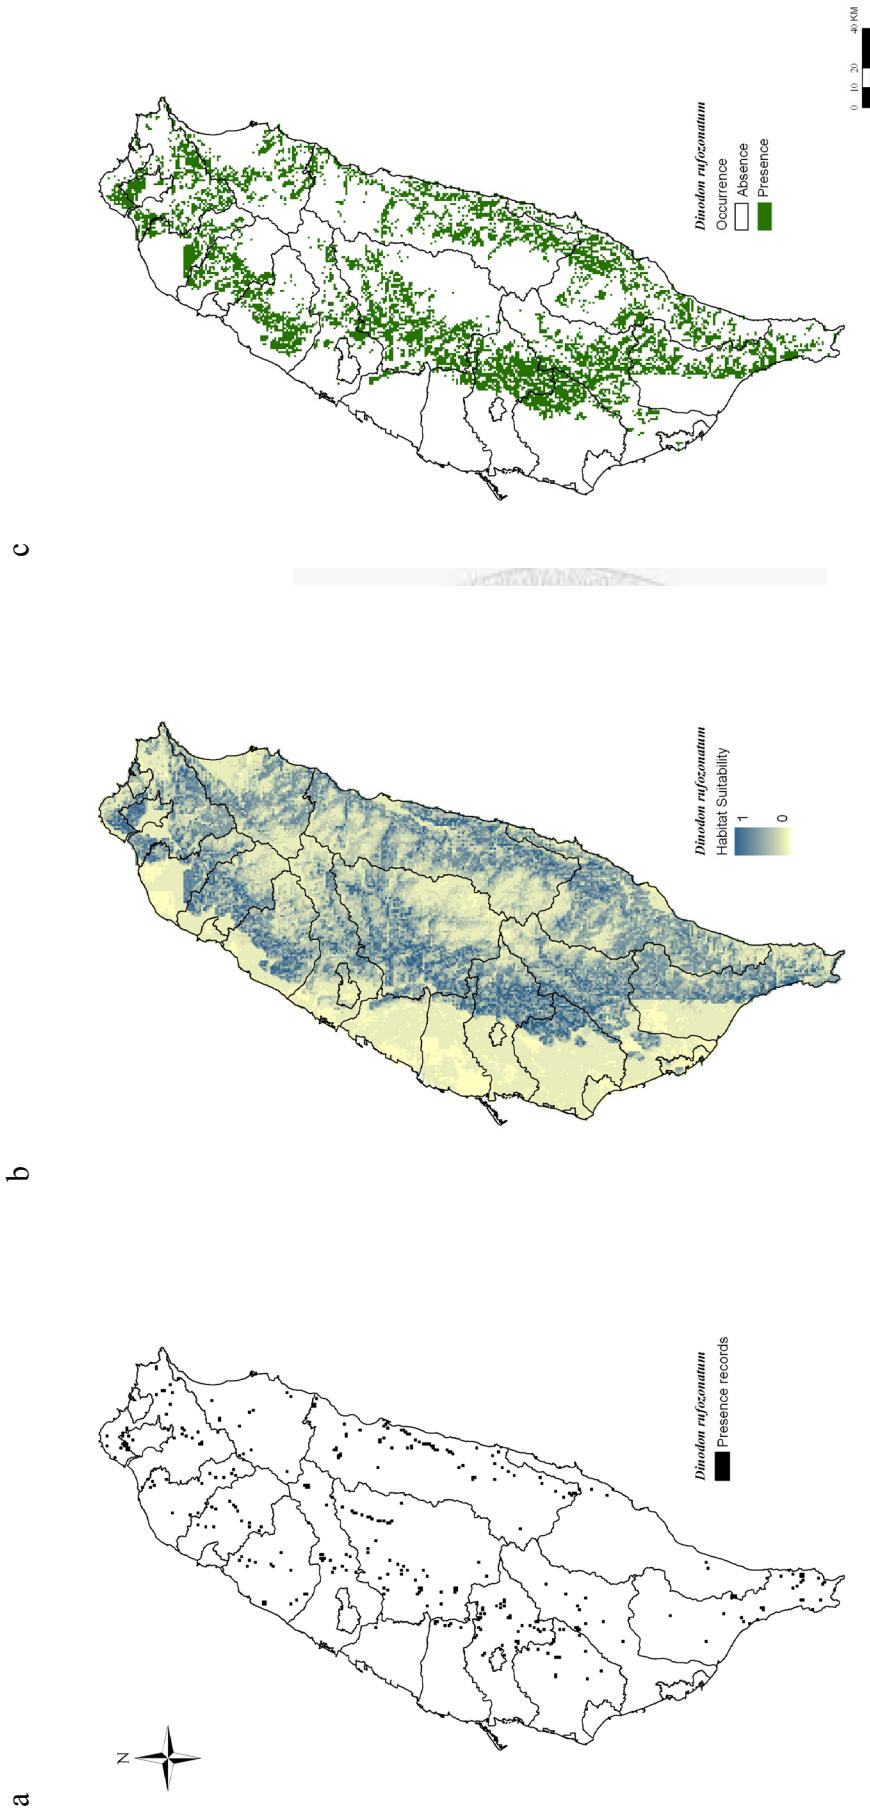 a
N
Dinodon rufozonatum
Presence records
b
Dinodon rufozonatum
Habitat Suitability
1
0
c
Dinodon rufozonatum
Occurrence
Absence
Presence
0 10 20 40 KM